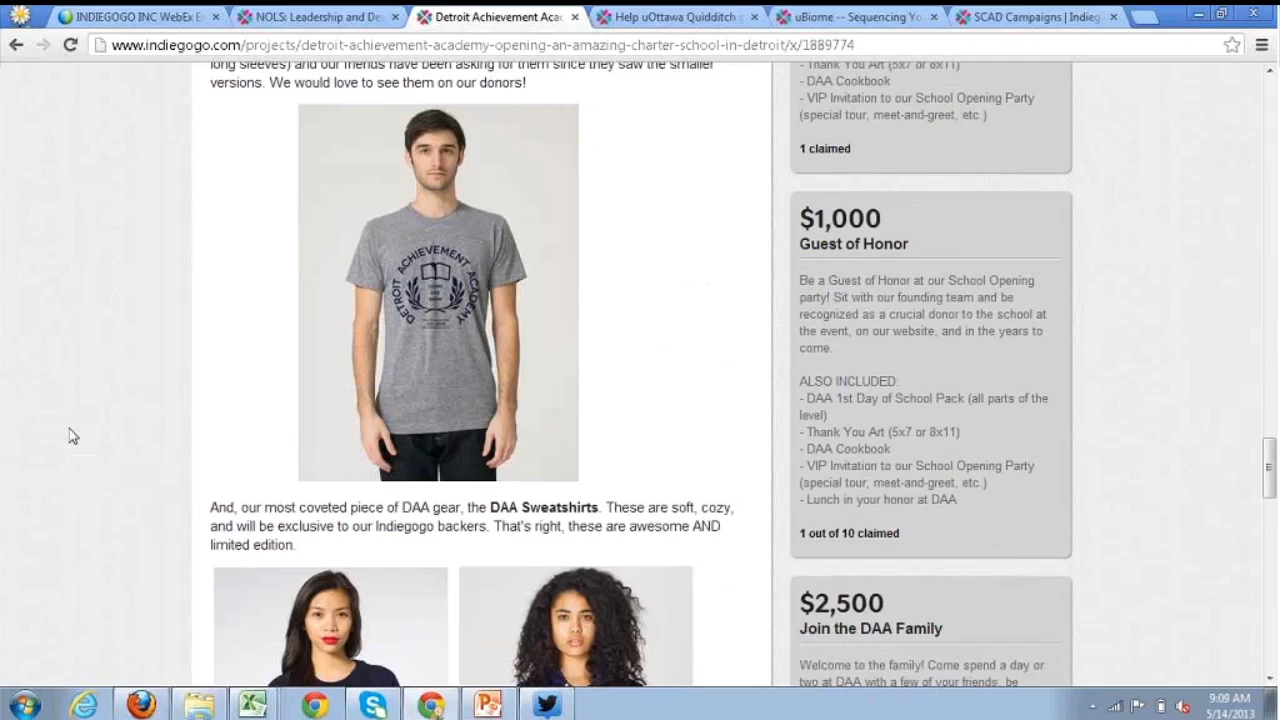 INDIEGOGO INC WebEx E
NOLS: Leadership and De
Detroit Achievement Aca
Help uOttawa Quidditch
uBiome -- Sequencing Yo
SCAD Campaigns | Indieg
www.indiegogo.com/projects/detroit-achievement-academy-opening-an-amazing-charter-school-in-detroit/x/1889774
long sleeves) and our friends have been asking for them since they saw the smaller
versions. We would love to see them on our donors!
DETROIT ACHIEVEMENT ACADEMY
And, our most coveted piece of DAA gear, the DAA Sweatshirts. These are soft, cozy,
and will be exclusive to our Indiegogo backers. That's right, these are awesome AND
limited edition.
- Thank You Art (5x7 or 8x11)
- DAA Cookbook
- VIP Invitation to our School Opening Party
(special tour, meet-and-greet, etc.)
1 claimed
$1,000
Guest of Honor
Be a Guest of Honor at our School Opening
party! Sit with our founding team and be
recognized as a crucial donor to the school at
the event, on our website, and in the years to
come.
ALSO INCLUDED:
- DAA 1st Day of School Pack (all parts of the
level)
- Thank You Art (5x7 or 8x11)
- DAA Cookbook
- VIP Invitation to our School Opening Party
(special tour, meet-and-greet, etc.)
- Lunch in your honor at DAA
1 out of 10 claimed
$2,500
Join the DAA Family
Welcome to the family! Come spend a day or
two at DAA with a few of your friends, be
9:09 AM
5/14/2013